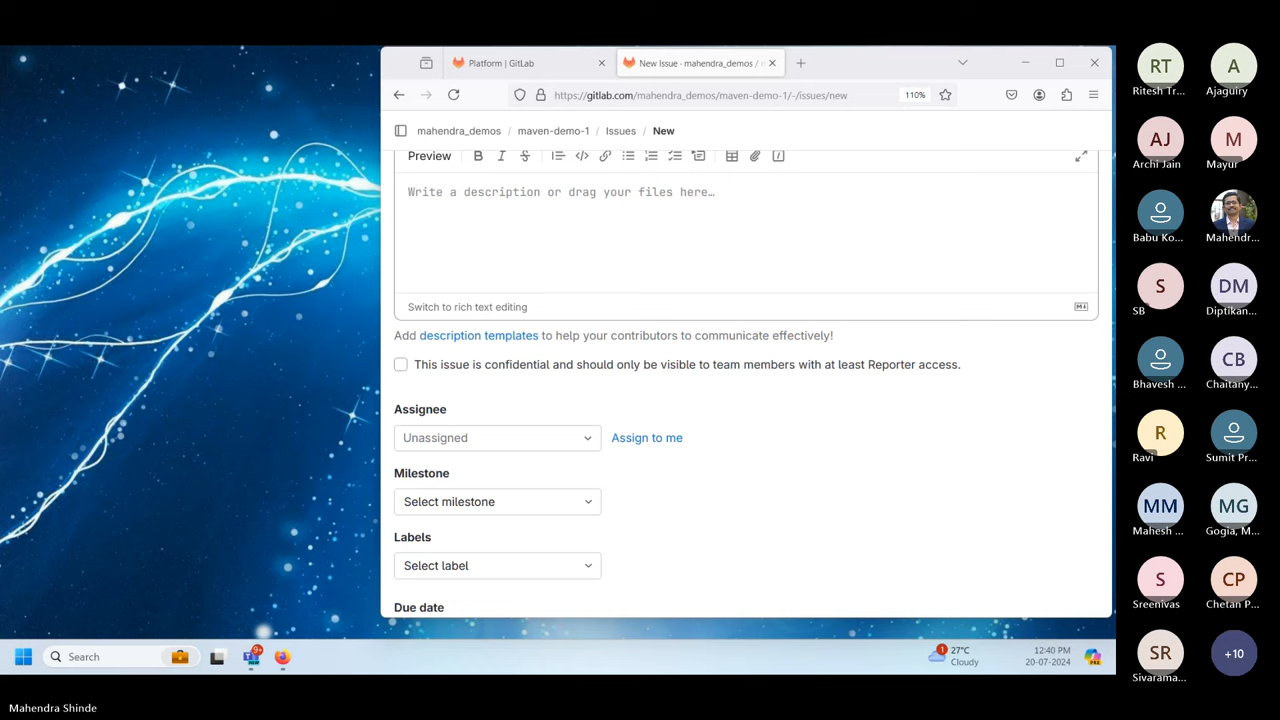 Platform | GitLab
New Issue · mahendra_demos / m
https://gitlab.com/mahendra_demos/maven-demo-1/-/issues/new
110%
mahendra_demos / maven-demo-1 / Issues / New
Preview
Write a description or drag your files here…
Switch to rich text editing
Add description templates to help your contributors to communicate effectively!
This issue is confidential and should only be visible to team members with at least Reporter access.
Assignee
Unassigned
Assign to me
Milestone
Select milestone
Labels
Select label
Due date
Search
9+
1
27°C
Cloudy
12:40 PM
20-07-2024
Mahendra Shinde
RT
Ritesh Tr...
A
Ajaguiry
AJ
Archi Jain
M
Mayur
Babu Ko...
Mahendr...
S
SB
DM
Diptikan...
Bhavesh ...
CB
Chaitany...
R
Ravi
Sumit Pr...
MM
Mahesh ...
MG
Gogia, M...
S
Sreenivas
CP
Chetan P...
SR
Sivarama...
+10